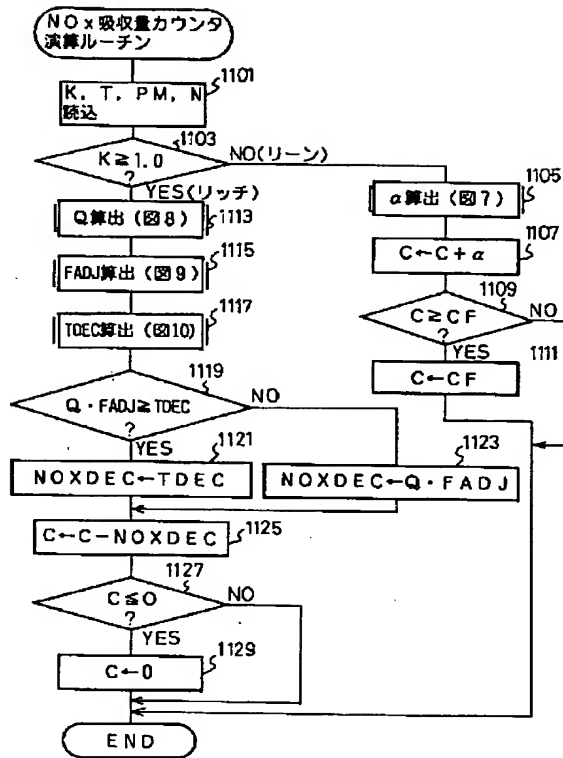 NOx吸収量カウンタ
演算ルーチン
1101
K, T, PM, N
読込
1103
K≧1.0
?
NO(リーン)
YES(リッチ)
1105
α算出(図7)
1107
C←C+α
1109
C≧CF
?
NO
YES
1111
C←CF
1113
Q算出(図8)
1115
FADJ算出(図9)
1117
TDEC算出(図10)
1119
Q・FADJ≧TDEC
?
NO
YES
1121
NOXDEC←TDEC
1123
NOXDEC←Q・FADJ
1125
C←C−NOXDEC
1127
C≦0
?
NO
YES
1129
C←0
END